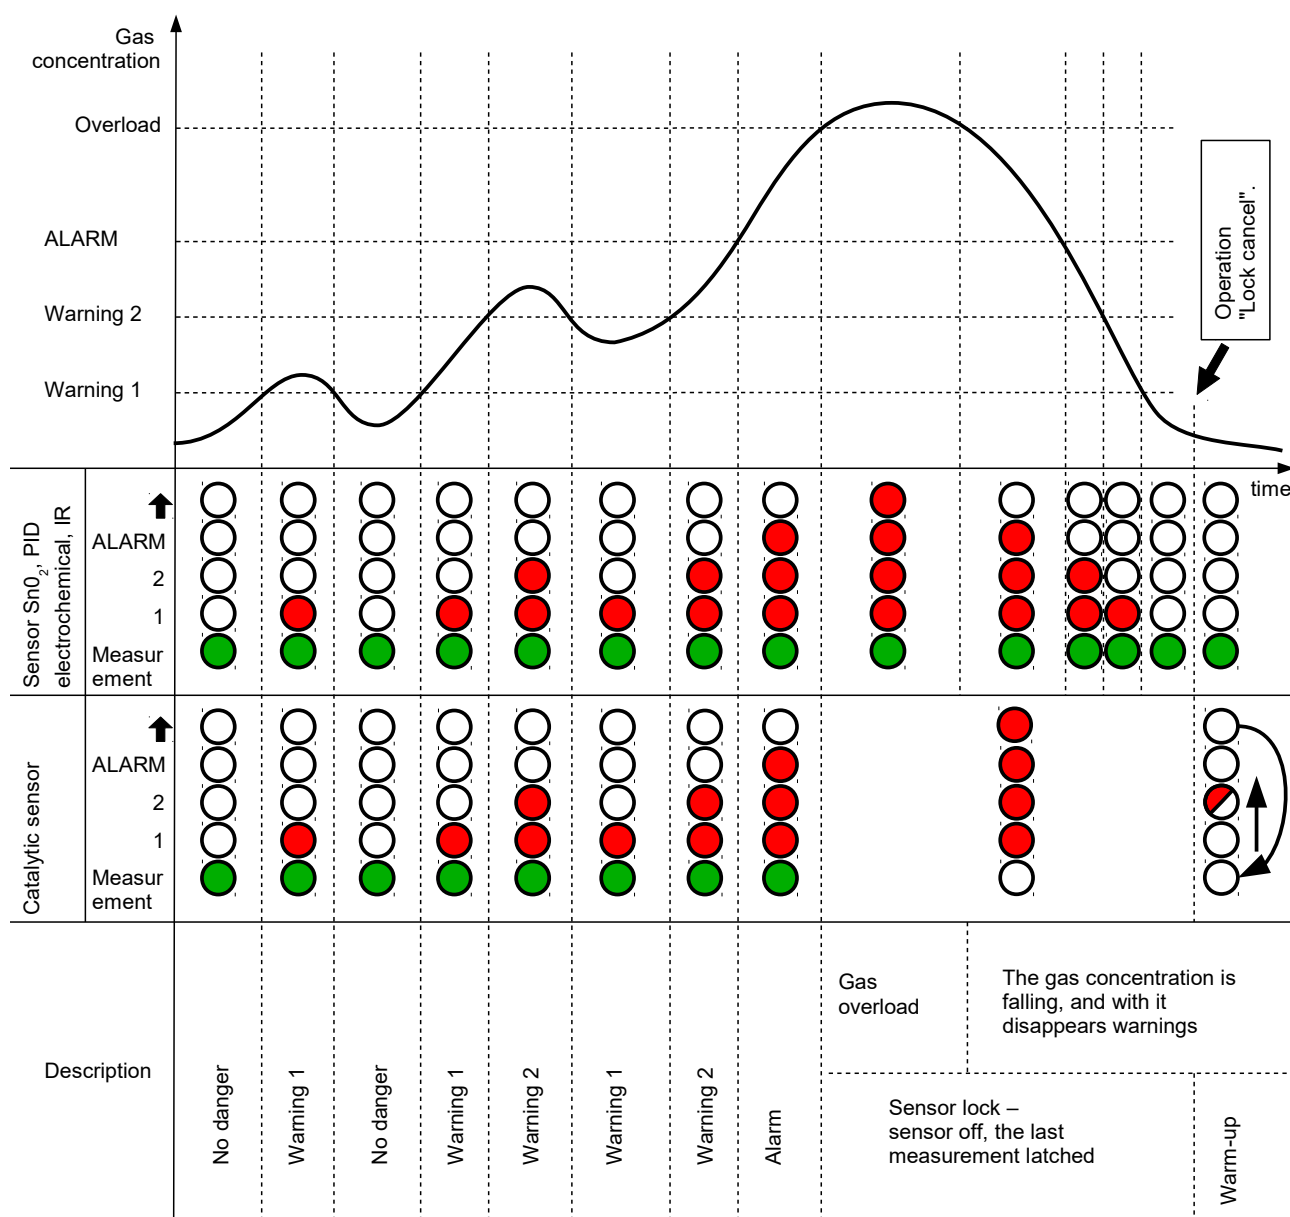 Gas
concentration
Overload
ALARM
Warning 2
Warning 1
Operation
"Lock cancel".
time
Sensor Sn0₂, PID
electrochemical, IR
ALARM
2
1
Measur
ement
Catalytic sensor
ALARM
2
1
Measur
ement
Description
No danger
Warning 1
No danger
Warning 1
Warning 2
Warning 1
Warning 2
Alarm
Gas
overload
The gas concentration is
falling, and with it
disappears warnings
Sensor lock –
sensor off, the last
measurement latched
Warm-up